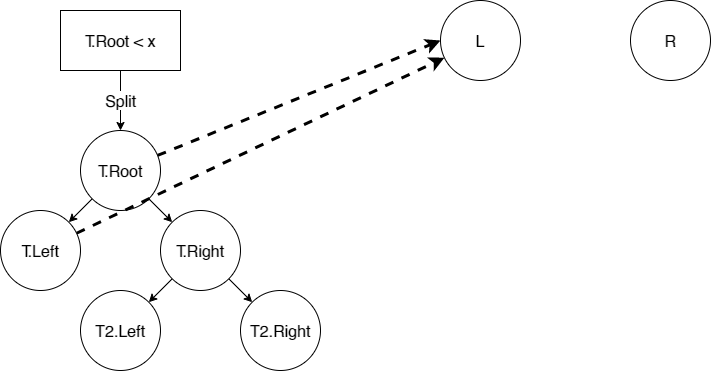 T.Root < x
L
R
Split
T.Root
T.Left
T.Right
T2.Left
T2.Right